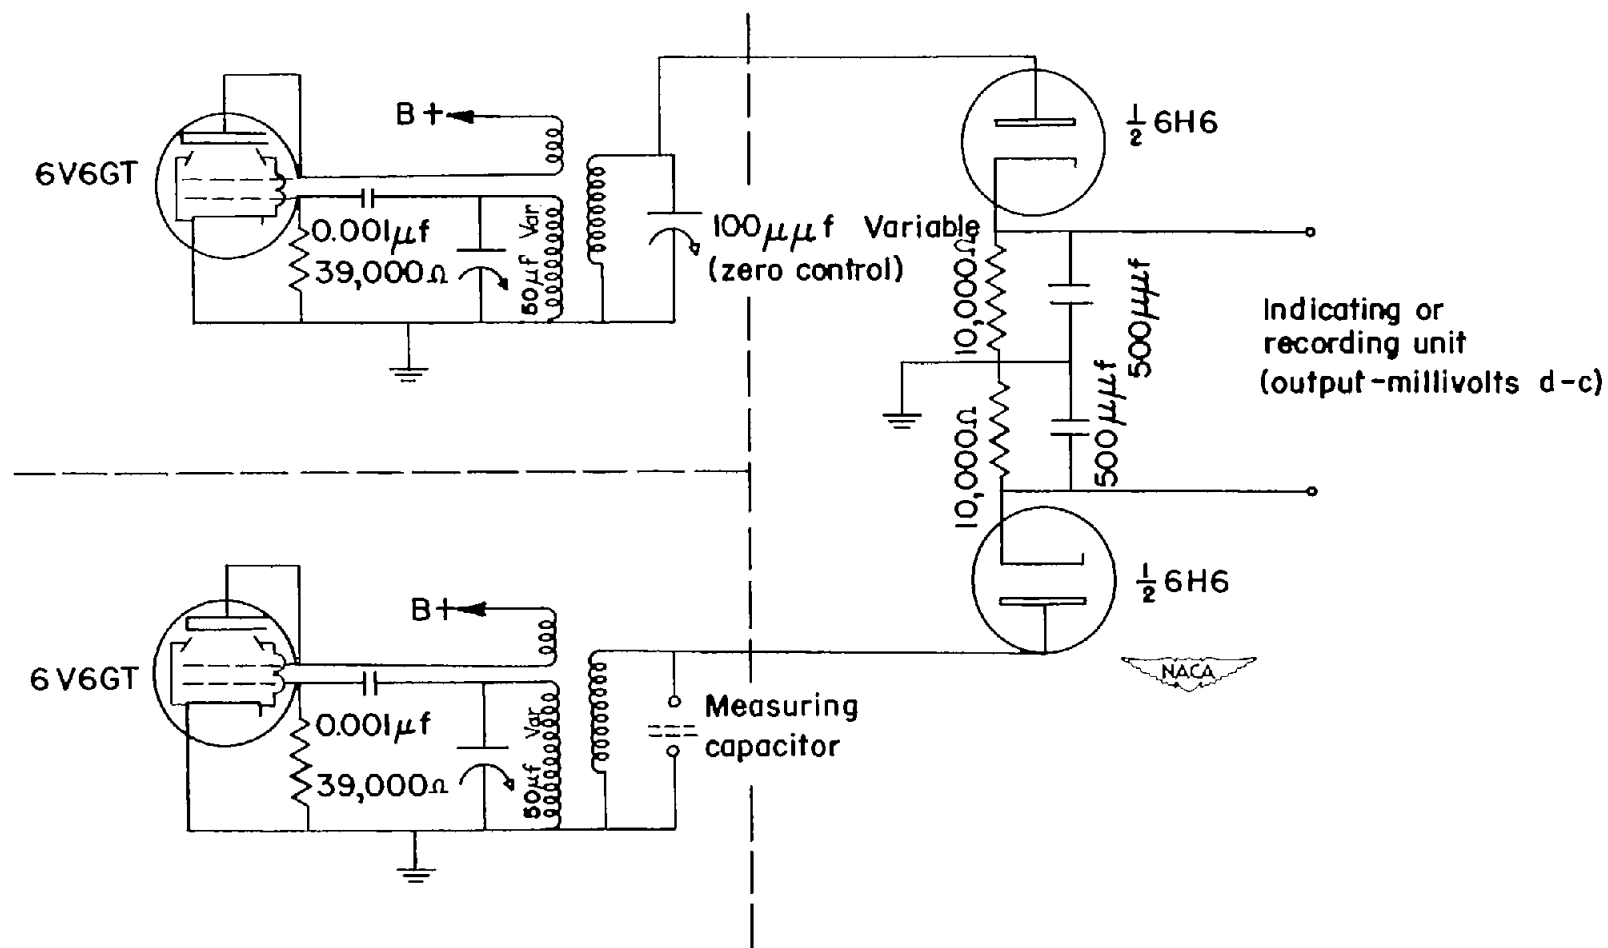 B+
½ 6H6
6V6GT
0.001μf
39,000Ω
50μf Var
100μμf Variable
(zero control)
10,000Ω
500μμf
Indicating or
recording unit
(output-millivolts d-c)
10,000Ω
500μμf
B+
½ 6H6
6V6GT
NACA
0.001μf
39,000Ω
50μf Var
Measuring
capacitor